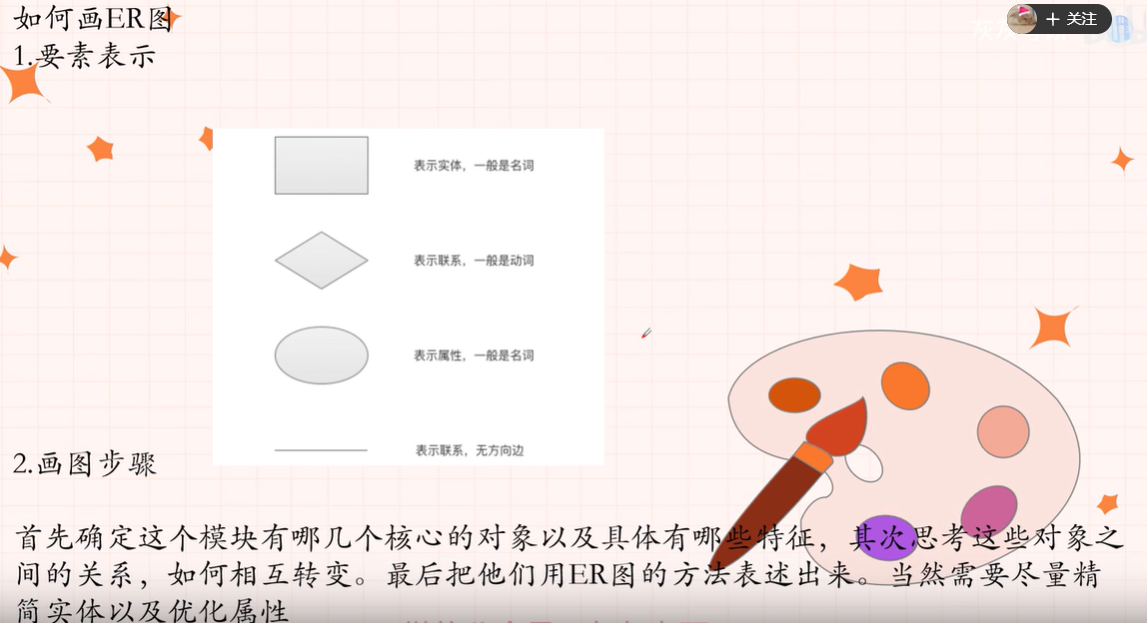 如何画ER图
＋ 关注
1.要素表示
表示实体，一般是名词
表示联系，一般是动词
表示属性，一般是名词
表示联系，无方向边
2.画图步骤
首先确定这个模块有哪几个核心的对象以及具体有哪些特征，其次思考这些对象之
间的关系，如何相互转变。最后把他们用ER图的方法表述出来。当然需要尽量精
简实体以及优化属性